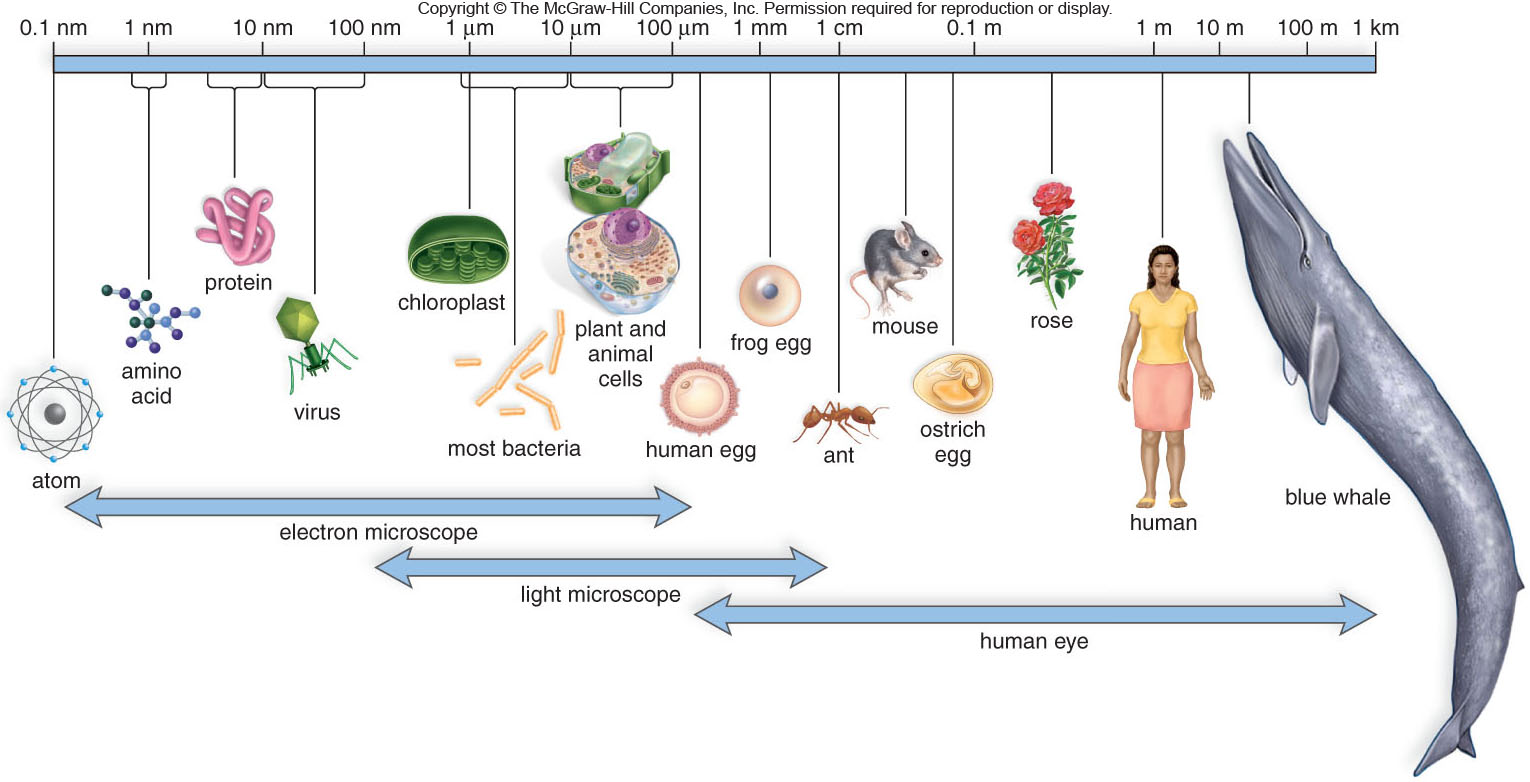 Copyright © The McGraw-Hill Companies, Inc. Permission required for reproduction or display.
0.1 nm 1 nm 10 nm 100 nm 1 μm 10 μm 100 μm 1 mm 1 cm 0.1 m 1 m 10 m 100 m 1 km
protein
chloroplast
amino
acid
virus
plant and
animal
cells
frog egg
mouse
rose
most bacteria
human egg
ant
ostrich
egg
atom
human
blue whale
electron microscope
light microscope
human eye